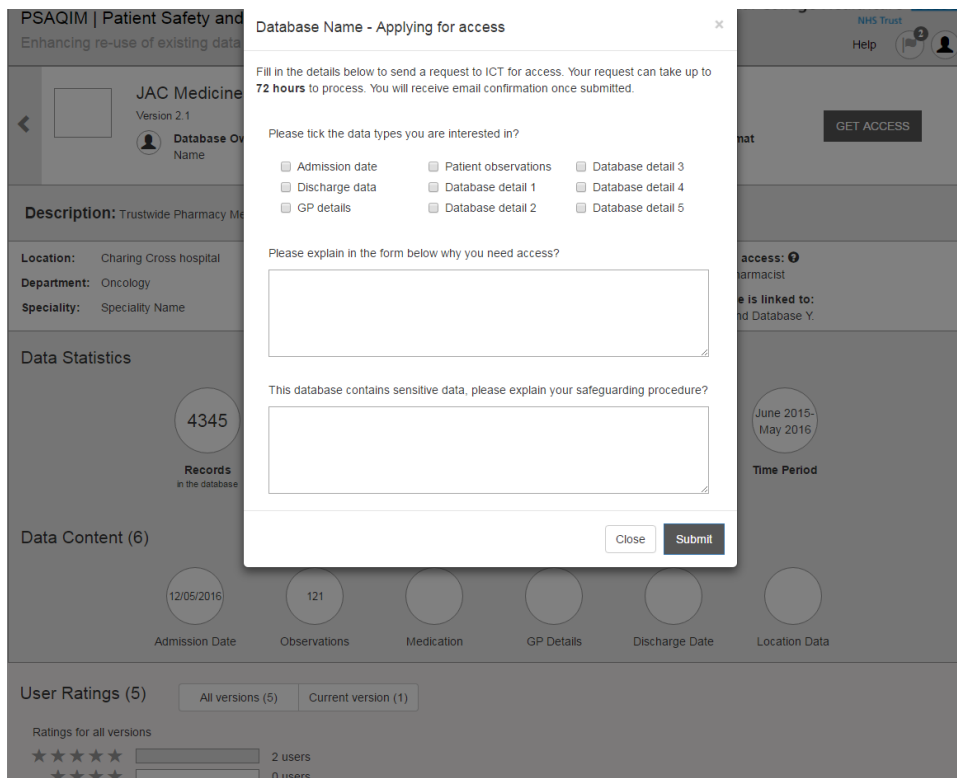 PSAQIM | Patient Safety and
NHS Trust
Enhancing re-use of existing data
Help
2
Database Name - Applying for access
×
Fill in the details below to send a request to ICT for access. Your request can take up to
72 hours to process. You will receive email confirmation once submitted.
Please tick the data types you are interested in?
Admission date Patient observations Database detail 3
Discharge data Database detail 1 Database detail 4
GP details Database detail 2 Database detail 5
Please explain in the form below why you need access?
This database contains sensitive data, please explain your safeguarding procedure?
Close Submit
JAC Medicine
Version 2.1
Database Ow
Name
mat
GET ACCESS
Description: Trustwide Pharmacy Me
Location: Charing Cross hospital
Department: Oncology
Speciality: Speciality Name
access: ?
armacist
e is linked to:
nd Database Y.
Data Statistics
4345
Records
in the database
June 2015-
May 2016
Time Period
Data Content (6)
12/05/2016 121
Admission Date Observations Medication GP Details Discharge Date Location Data
User Ratings (5) All versions (5) Current version (1)
Ratings for all versions
2 users
0 users